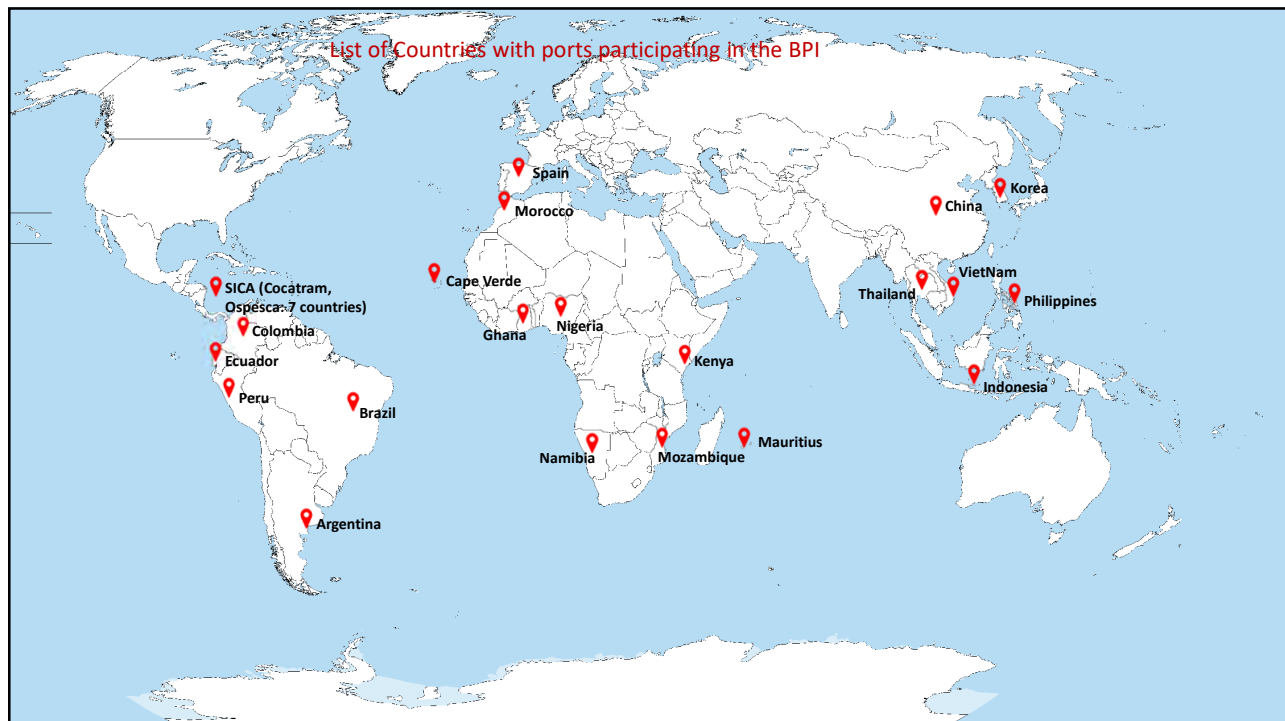 List of Countries with ports participating in the BPI
Spain
Morocco
Korea
China
Cape Verde
SICA (Cocatram,
Ospesca: 7 countries)
VietNam
Thailand
Philippines
Colombia
Ghana
Nigeria
Ecuador
Kenya
Peru
Indonesia
Brazil
Namibia
Mozambique
Mauritius
Argentina